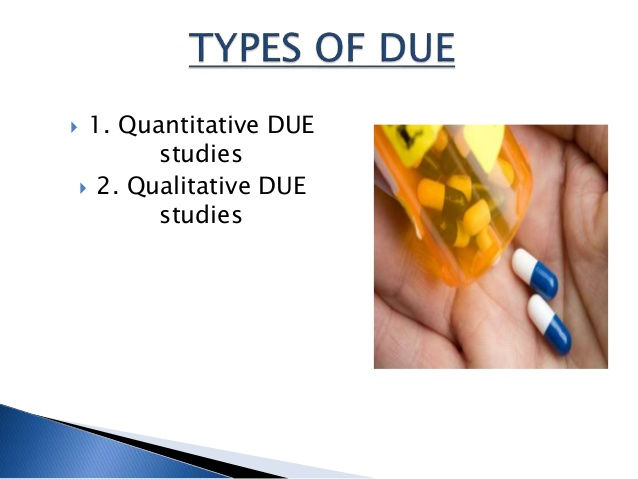 TYPES OF DUE
1. Quantitative DUE
studies
2. Qualitative DUE
studies